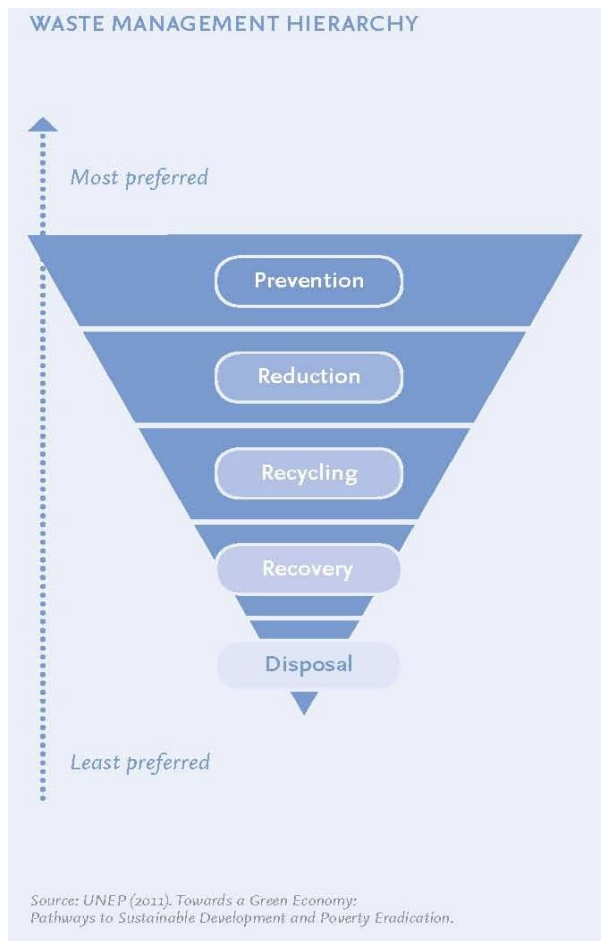 WASTE MANAGEMENT HIERARCHY
Most preferred
Prevention
Reduction
Recycling
Recovery
Disposal
Least preferred
Source: UNEP (2011). Towards a Green Economy:
Pathways to Sustainable Development and Poverty Eradication.